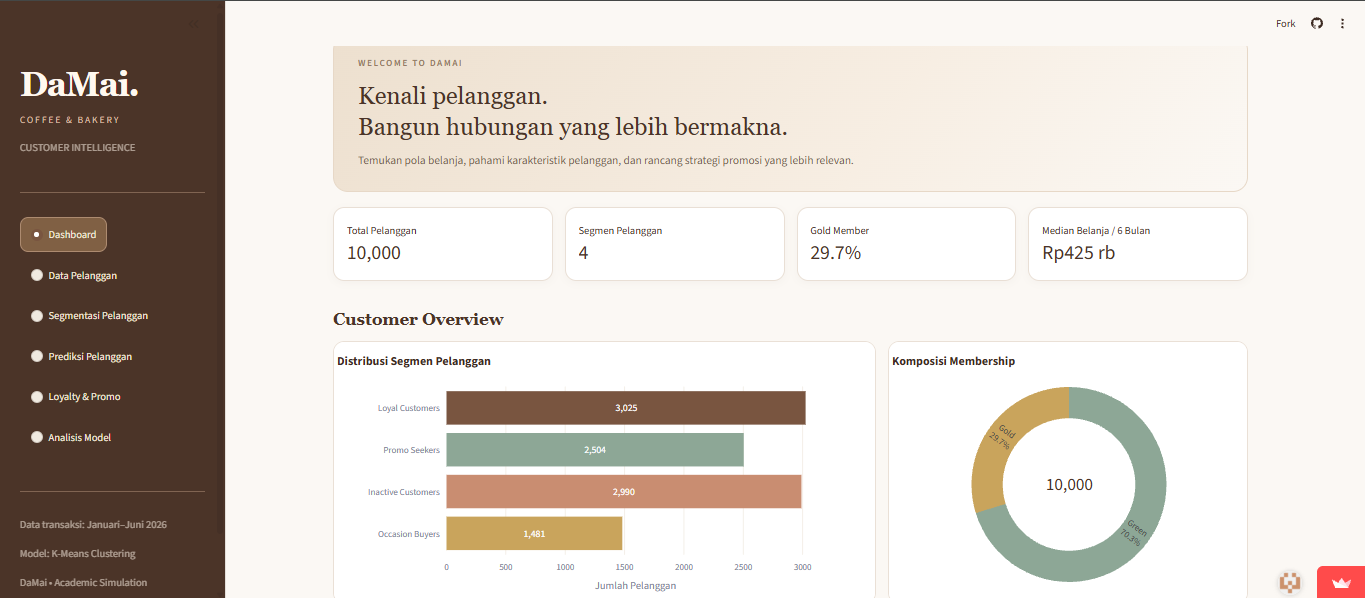 Fork
DaMai.
COFFEE & BAKERY
CUSTOMER INTELLIGENCE
Dashboard
Data Pelanggan
Segmentasi Pelanggan
Prediksi Pelanggan
Loyalty & Promo
Analisis Model
Data transaksi: Januari–Juni 2026
Model: K-Means Clustering
DaMai • Academic Simulation
WELCOME TO DAMAI
Kenali pelanggan.
Bangun hubungan yang lebih bermakna.
Temukan pola belanja, pahami karakteristik pelanggan, dan rancang strategi promosi yang lebih relevan.
Total Pelanggan
10,000
Segmen Pelanggan
4
Gold Member
29.7%
Median Belanja / 6 Bulan
Rp425 rb
Customer Overview
Distribusi Segmen Pelanggan
Loyal Customers
3,025
Promo Seekers
2,504
Inactive Customers
2,990
Occasion Buyers
1,481
0 500 1000 1500 2000 2500 3000
Jumlah Pelanggan
Komposisi Membership
Gold
29.7%
10,000
Green
70.3%